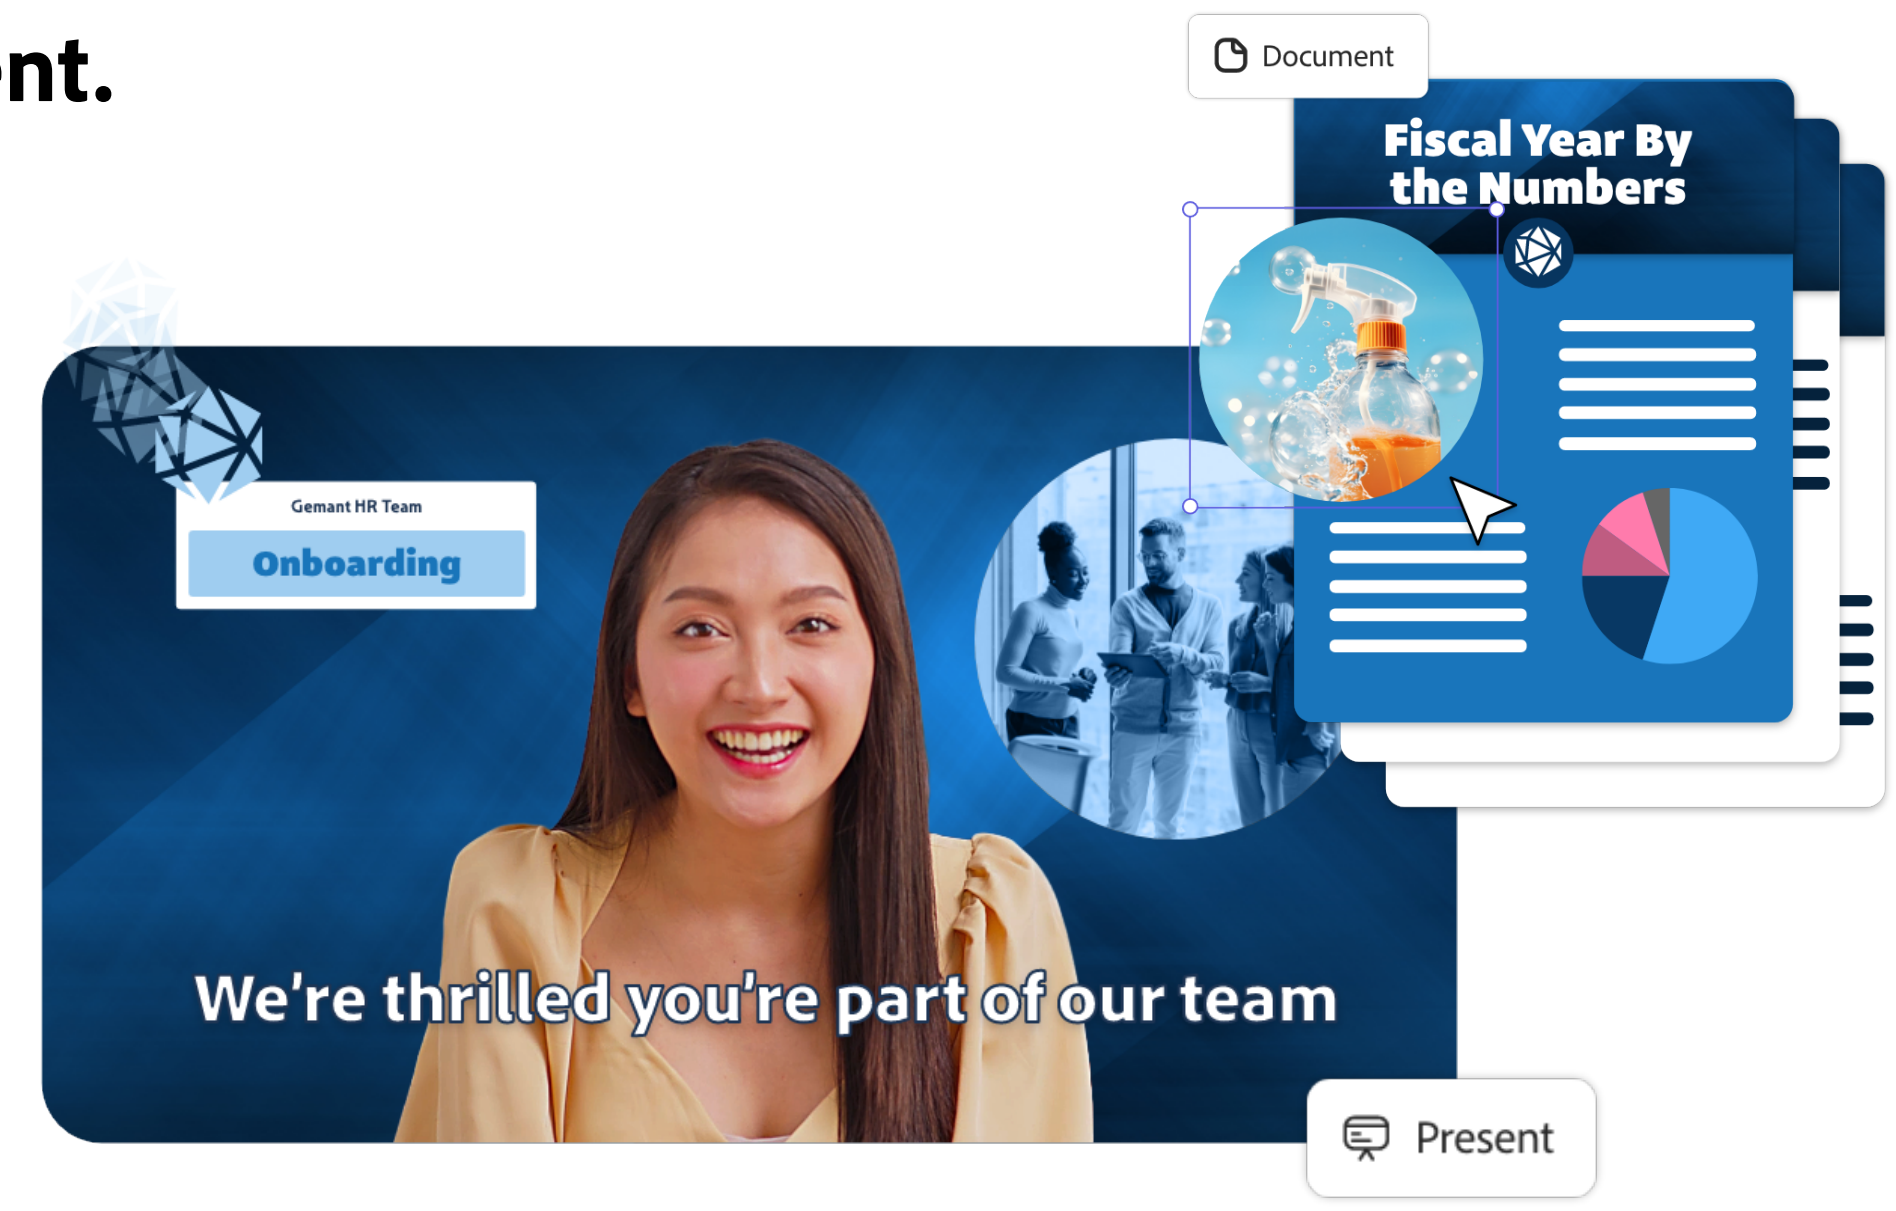 nt.
Document
Fiscal Year By
the Numbers
Gemant HR Team
Onboarding
We're thrilled you're part of our team
Present